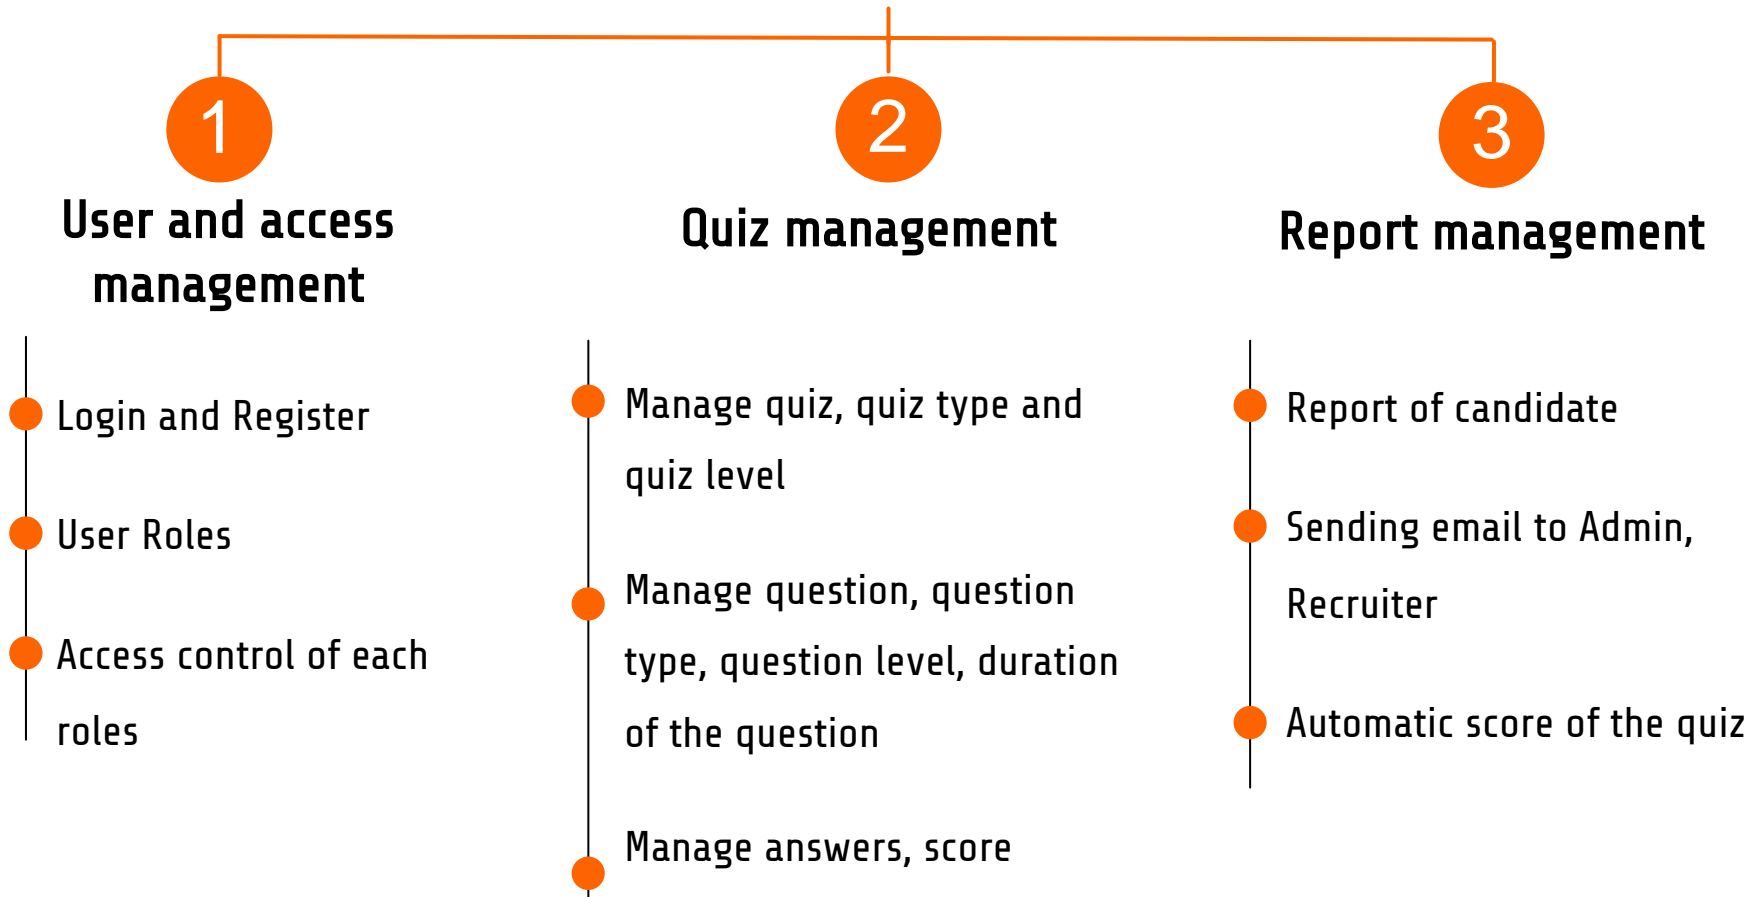 1
User and access
management
Login and Register
User Roles
Access control of each
roles
2
Quiz management
Manage quiz, quiz type and
quiz level
Manage question, question
type, question level, duration
of the question
Manage answers, score
3
Report management
Report of candidate
Sending email to Admin,
Recruiter
Automatic score of the quiz